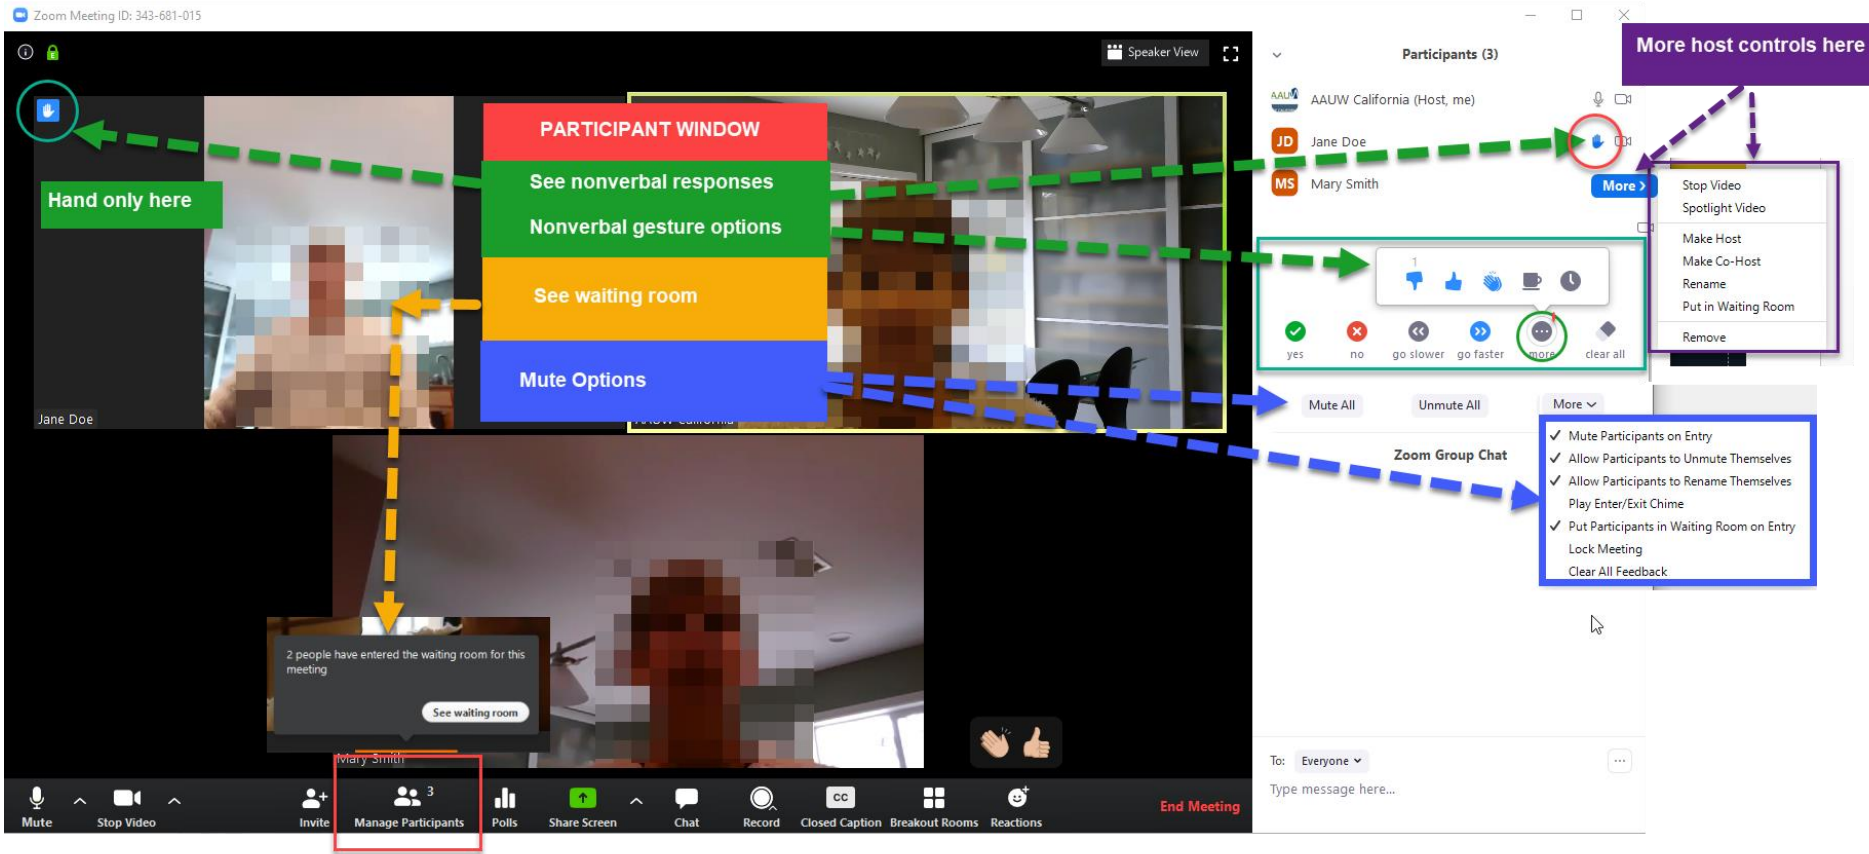 Zoom Meeting ID: 343-681-015
Speaker View
Participants (3)
More host controls here
AAUW
AAUW California (Host, me)
JD
Jane Doe
MS
Mary Smith
More >
Hand only here
PARTICIPANT WINDOW
See nonverbal responses
Nonverbal gesture options
See waiting room
Mute Options
Stop Video
Spotlight Video
Make Host
Make Co-Host
Rename
Put in Waiting Room
Remove
1
yes
no
go slower
go faster
more
clear all
Jane Doe
AAUW California
Mute All
Unmute All
More
✓ Mute Participants on Entry
✓ Allow Participants to Unmute Themselves
✓ Allow Participants to Rename Themselves
Play Enter/Exit Chime
✓ Put Participants in Waiting Room on Entry
Lock Meeting
Clear All Feedback
Zoom Group Chat
2 people have entered the waiting room for this
meeting
See waiting room
Mary Smith
To: Everyone
Type message here...
Mute
Stop Video
Invite
3
Manage Participants
Polls
Share Screen
Chat
Record
CC
Closed Caption
Breakout Rooms
Reactions
End Meeting